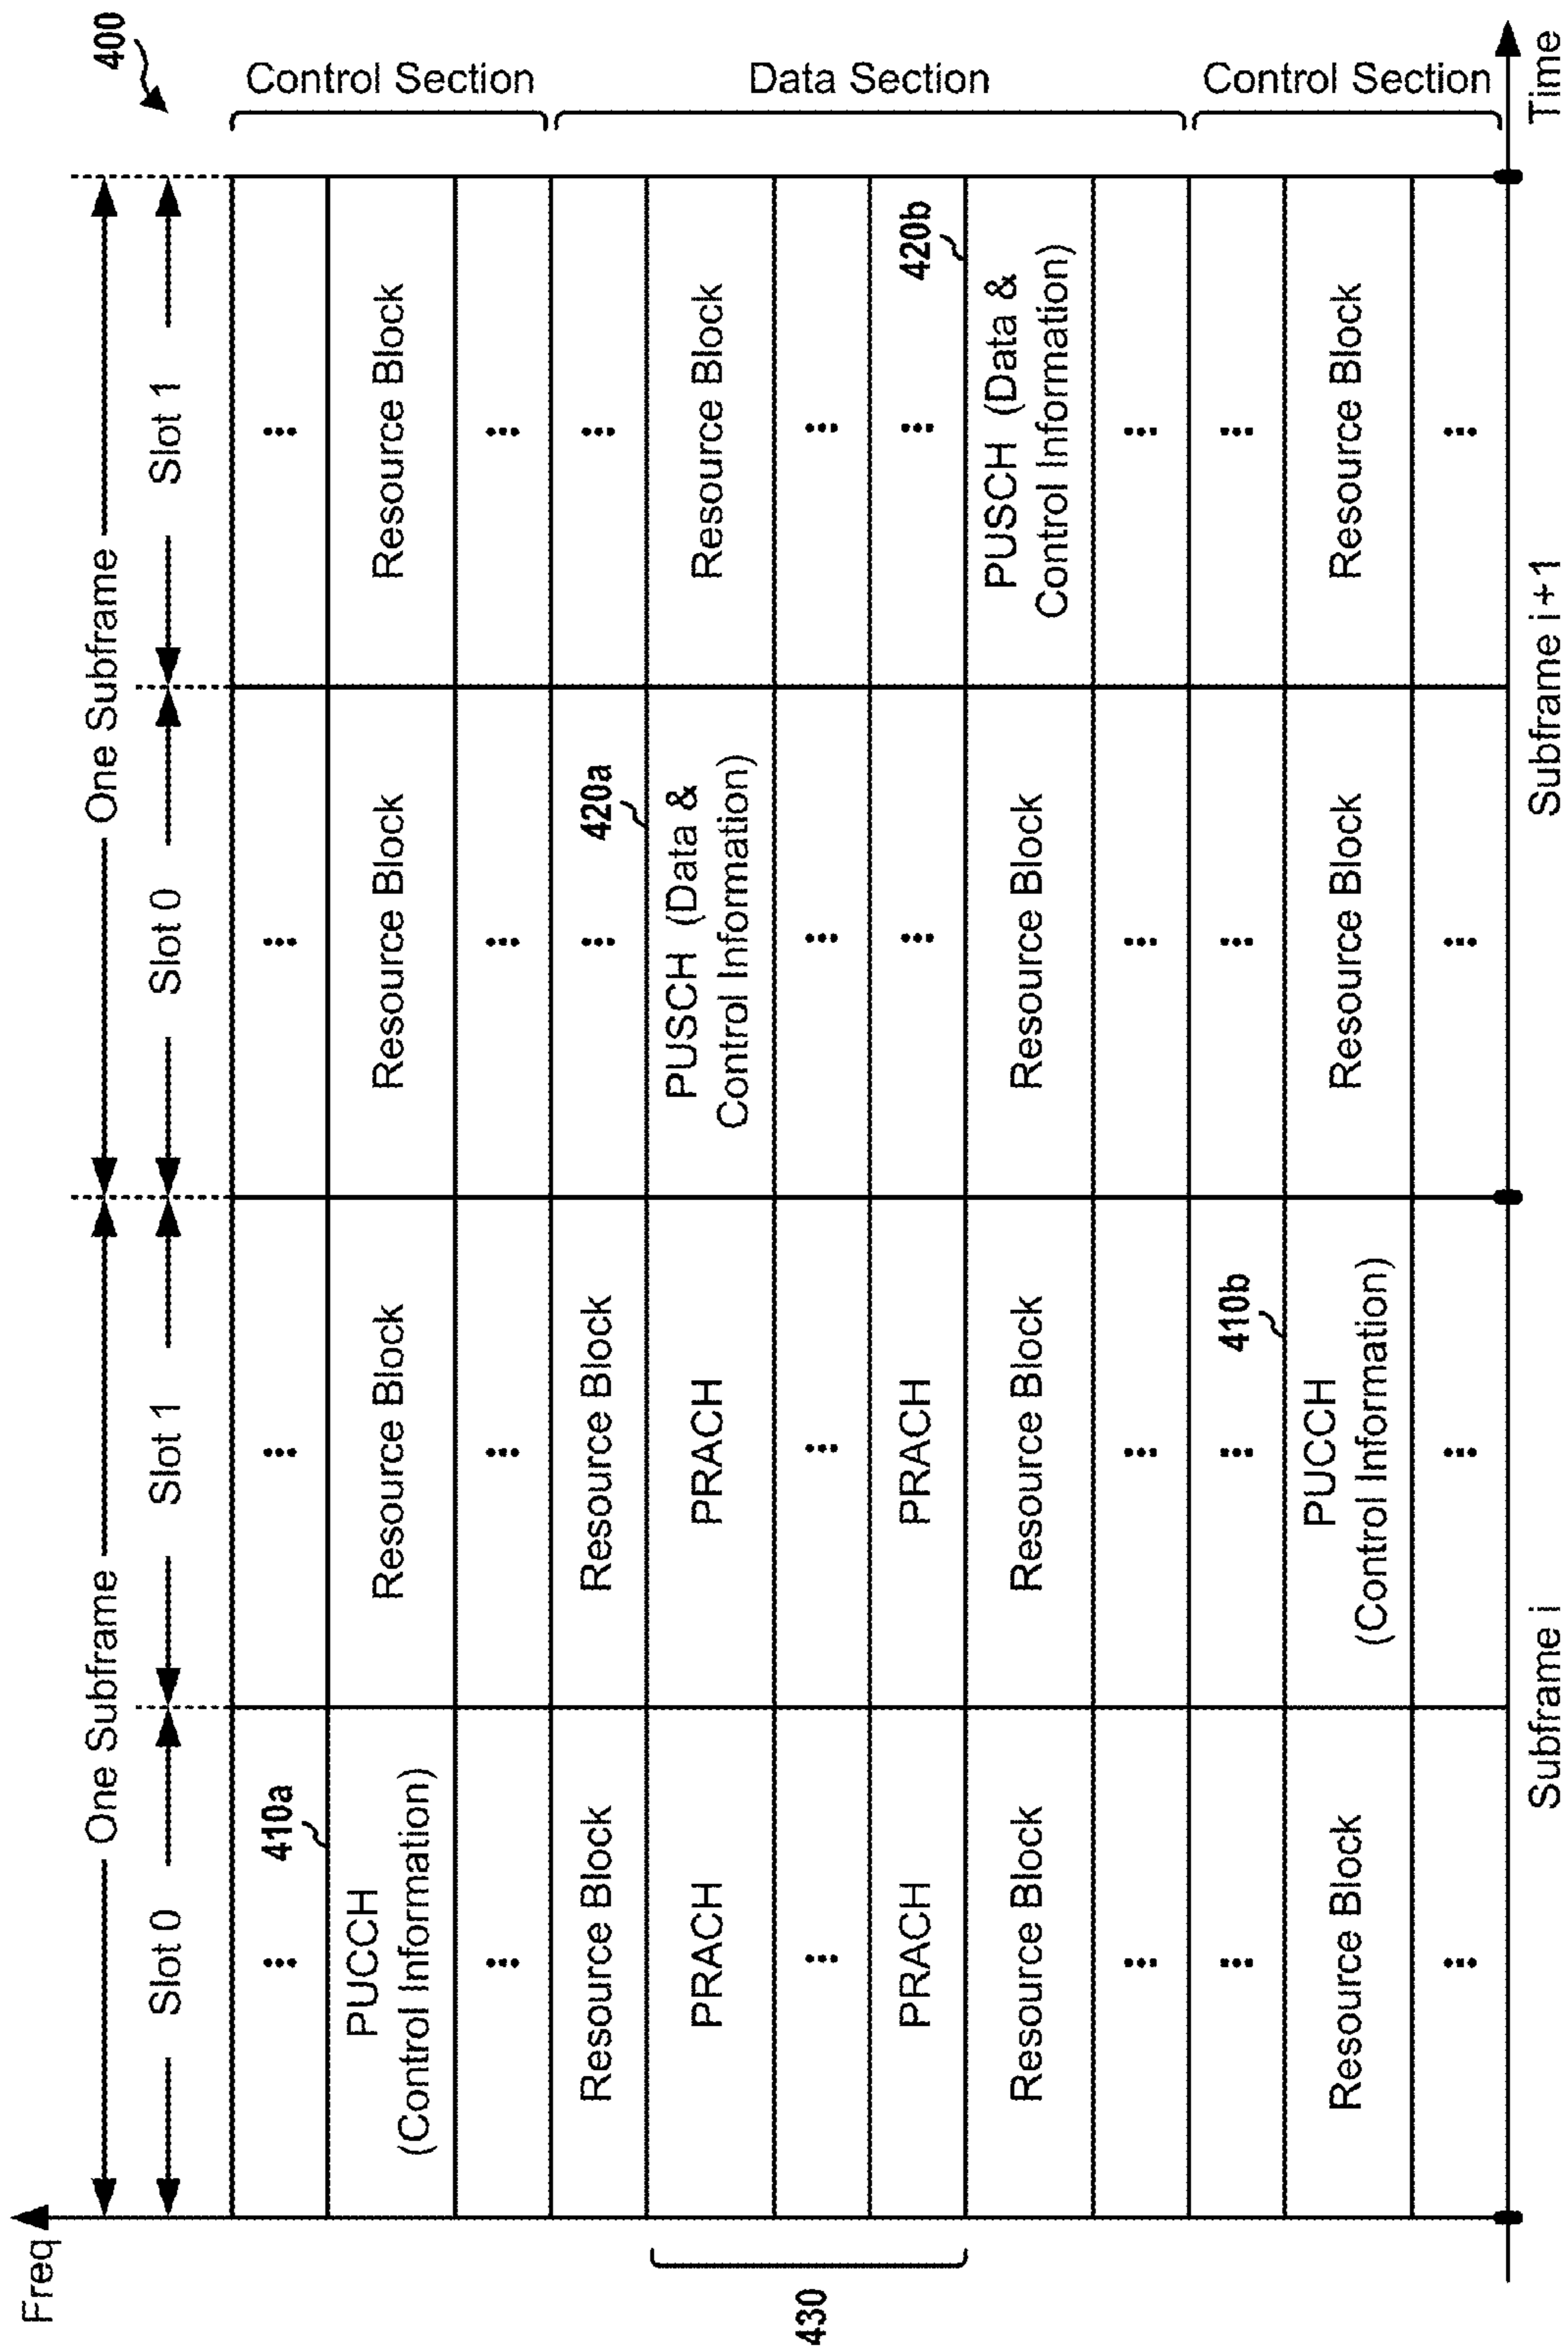 Freq
400
One Subframe
One Subframe
Slot 0
Slot 1
Slot 0
Slot 1
Control Section
...
410a
...
...
...
PUCCH
(Control Information)
Resource Block
Resource Block
Resource Block
...
...
...
...
Data Section
Resource Block
Resource Block
...
420a
...
PRACH
PRACH
PUSCH (Data &
Control Information)
Resource Block
430
...
...
...
...
PRACH
PRACH
...
...
420b
Resource Block
Resource Block
Resource Block
PUSCH (Data &
Control Information)
...
...
...
...
Control Section
...
...
410b
...
...
Resource Block
PUCCH
(Control Information)
Resource Block
Resource Block
...
...
...
...
Subframe i
Subframe i+1
Time